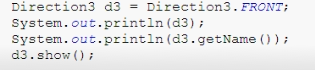 Direction3 d3 = Direction3.FRONT;
System.out.println(d3);
System.out.println(d3.getName());
d3.show();